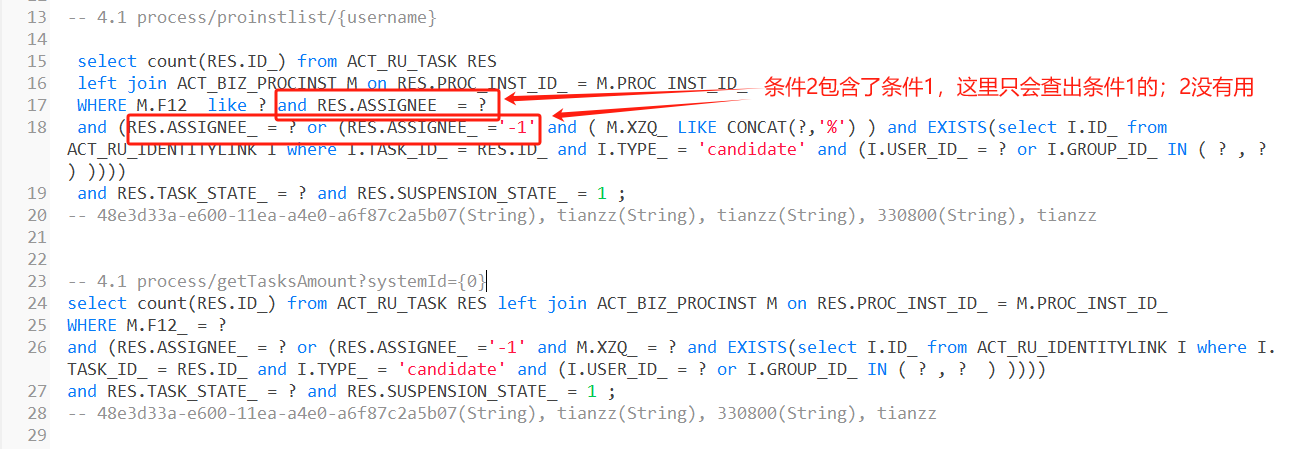 13 -- 4.1 process/proinstlist/{username}
14
15 select count(RES.ID_) from ACT_RU_TASK RES
16 left join ACT_BIZ_PROCINST M on RES.PROC_INST_ID_ = M.PROC_INST_ID_
17 WHERE M.F12_ like ? and RES.ASSIGNEE_ = ?
条件2包含了条件1，这里只会查出条件1的；2没有用
18 and (RES.ASSIGNEE_ = ? or (RES.ASSIGNEE_ ='-1' and ( M.XZQ_ LIKE CONCAT(?,'%') ) and EXISTS(select I.ID_ from
ACT_RU_IDENTITYLINK I where I.TASK_ID_ = RES.ID_ and I.TYPE_ = 'candidate' and (I.USER_ID_ = ? or I.GROUP_ID_ IN ( ? , ?
) ))))
19 and RES.TASK_STATE_ = ? and RES.SUSPENSION_STATE_ = 1 ;
20 -- 48e3d33a-e600-11ea-a4e0-a6f87c2a5b07(String), tianzz(String), tianzz(String), 330800(String), tianzz
21
22
23 -- 4.1 process/getTasksAmount?systemId={0}
24 select count(RES.ID_) from ACT_RU_TASK RES left join ACT_BIZ_PROCINST M on RES.PROC_INST_ID_ = M.PROC_INST_ID_
25 WHERE M.F12_ = ?
26 and (RES.ASSIGNEE_ = ? or (RES.ASSIGNEE_ ='-1' and M.XZQ_ = ? and EXISTS(select I.ID_ from ACT_RU_IDENTITYLINK I where I.
TASK_ID_ = RES.ID_ and I.TYPE_ = 'candidate' and (I.USER_ID_ = ? or I.GROUP_ID_ IN ( ? , ? ) ))))
27 and RES.TASK_STATE_ = ? and RES.SUSPENSION_STATE_ = 1 ;
28 -- 48e3d33a-e600-11ea-a4e0-a6f87c2a5b07(String), tianzz(String), 330800(String), tianzz
29